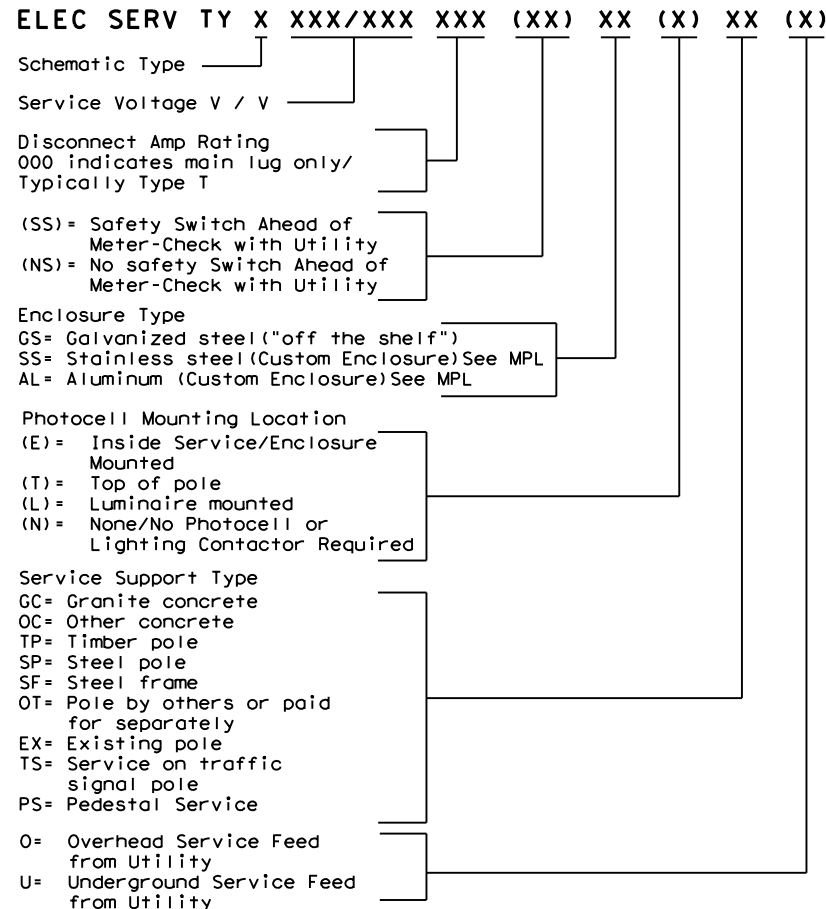 ELEC SERV TY X XXX/XXX XXX (XX) XX (X) XX (X)
Schematic Type
Service Voltage V / V
Disconnect Amp Rating
000 indicates main lug only/
Typically Type T
(SS)= Safety Switch Ahead of
Meter-Check with Utility
(NS)= No safety Switch Ahead of
Meter-Check with Utility
Enclosure Type
GS= Galvanized steel("off the shelf")
SS= Stainless steel(Custom Enclosure)See MPL
AL= Aluminum (Custom Enclosure)See MPL
Photocell Mounting Location
(E)= Inside Service/Enclosure
Mounted
(T)= Top of pole
(L)= Luminaire mounted
(N)= None/No Photocell or
Lighting Contactor Required
Service Support Type
GC= Granite concrete
OC= Other concrete
TP= Timber pole
SP= Steel pole
SF= Steel frame
OT= Pole by others or paid
for separately
EX= Existing pole
TS= Service on traffic
signal pole
PS= Pedestal Service
O= Overhead Service Feed
from Utility
U= Underground Service Feed
from Utility